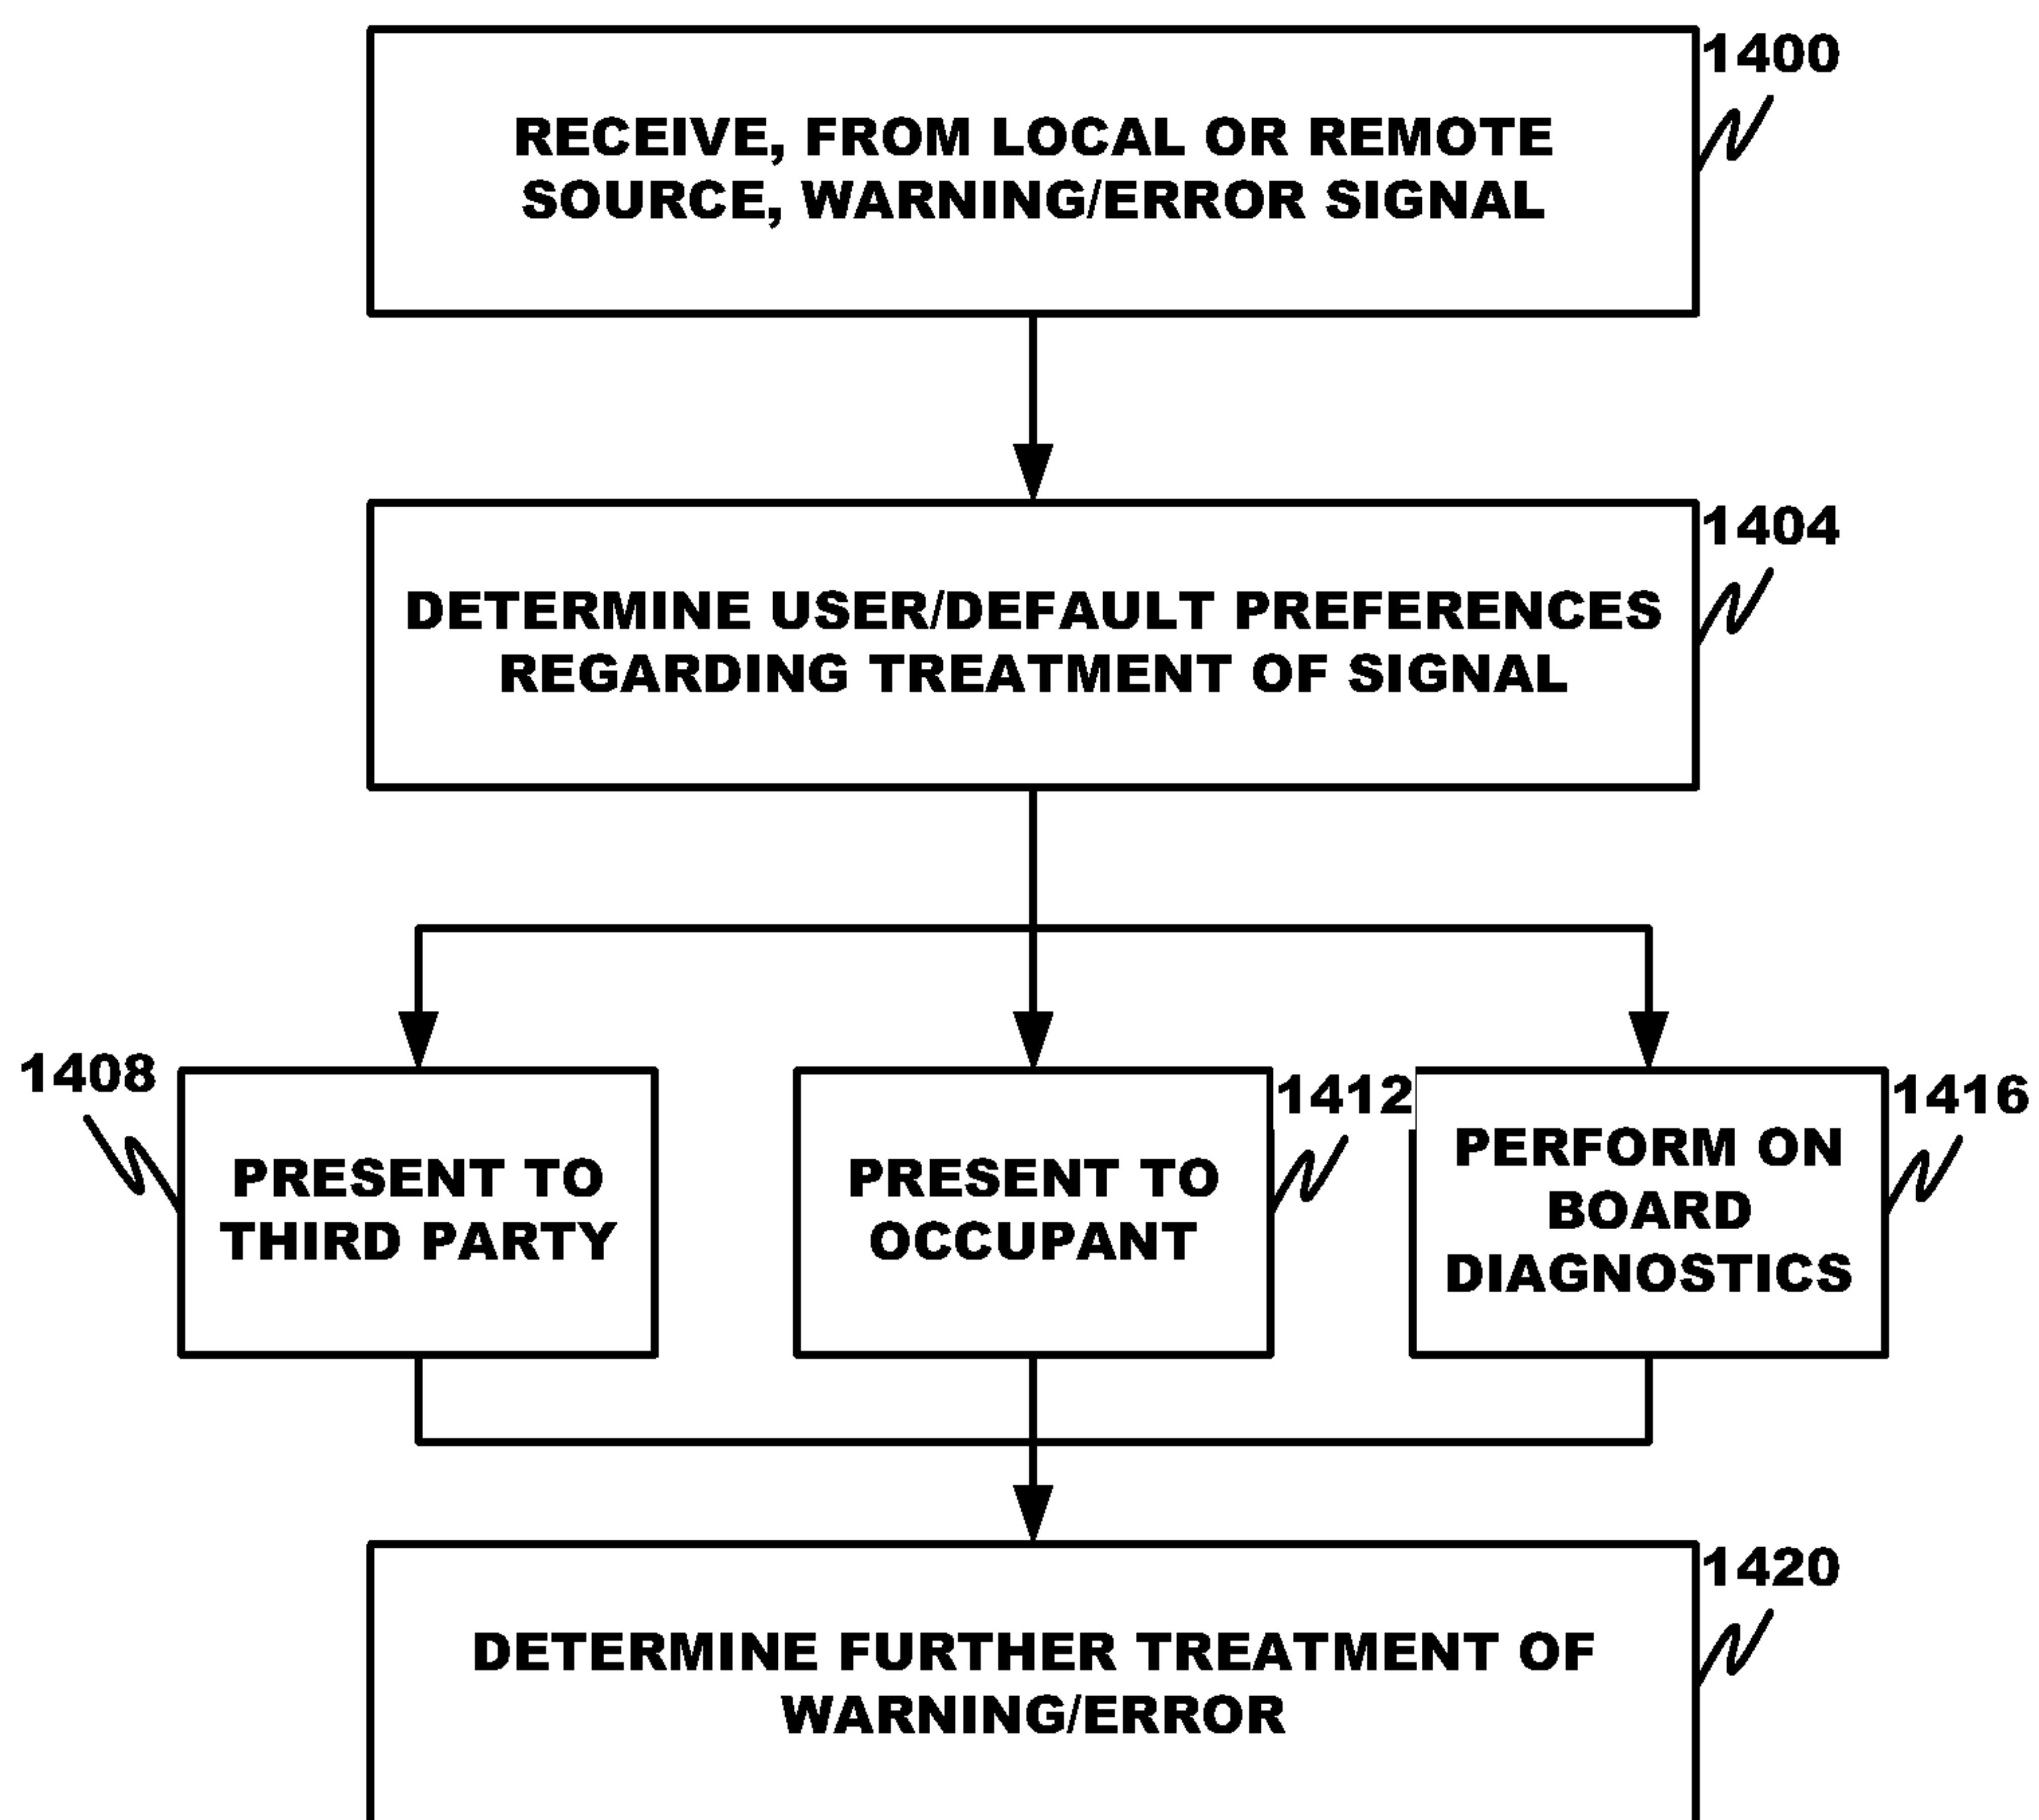 1400
RECEIVE, FROM LOCAL OR REMOTE
SOURCE, WARNING/ERROR SIGNAL
1404
DETERMINE USER/DEFAULT PREFERENCES
REGARDING TREATMENT OF SIGNAL
1408
PRESENT TO
THIRD PARTY
1412
PRESENT TO
OCCUPANT
1416
PERFORM ON
BOARD
DIAGNOSTICS
1420
DETERMINE FURTHER TREATMENT OF
WARNING/ERROR